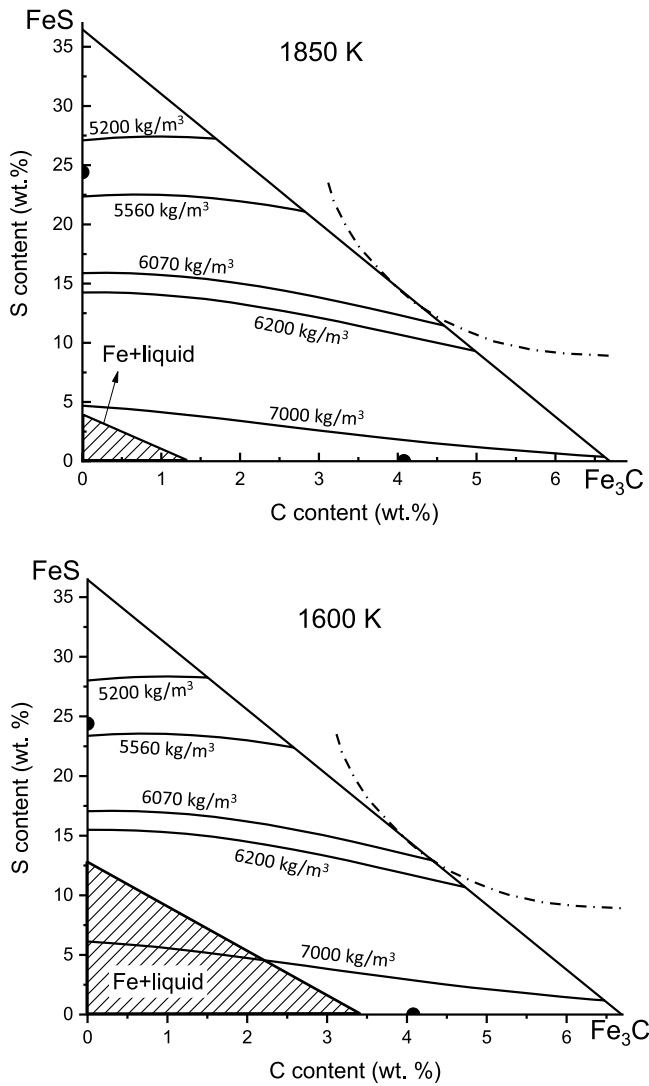 FeS
1850 K
35
30
5200 kg/m³
25
5560 kg/m³
20
6070 kg/m³
15
6200 kg/m³
10
Fe+liquid
7000 kg/m³
5
0
0 1 2 3 4 5 6
Fe₃C
S content (wt.%)
C content (wt.%)
FeS
1600 K
35
30
5200 kg/m³
25
5560 kg/m³
20
6070 kg/m³
15
6200 kg/m³
10
7000 kg/m³
5
Fe+liquid
0
0 1 2 3 4 5 6
Fe₃C
S content (wt. %)
C content (wt. %)